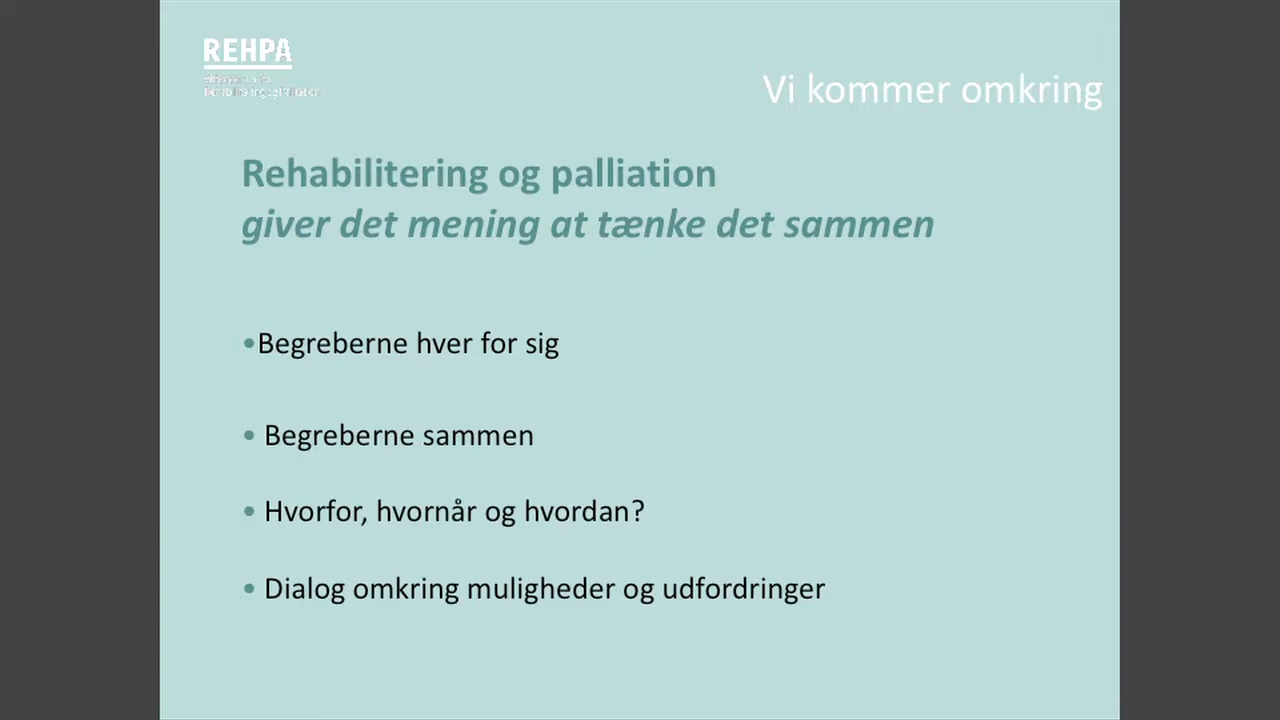 REHPA
Vi kommer omkring
Rehabilitering og palliation
giver det mening at tænke det sammen
•Begreberne hver for sig
• Begreberne sammen
• Hvorfor, hvornår og hvordan?
• Dialog omkring muligheder og udfordringer